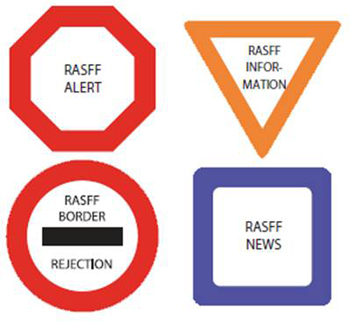 RASFF
ALERT
RASFF
INFOR-
MATION
RASFF
BORDER
REJECTION
RASFF
NEWS